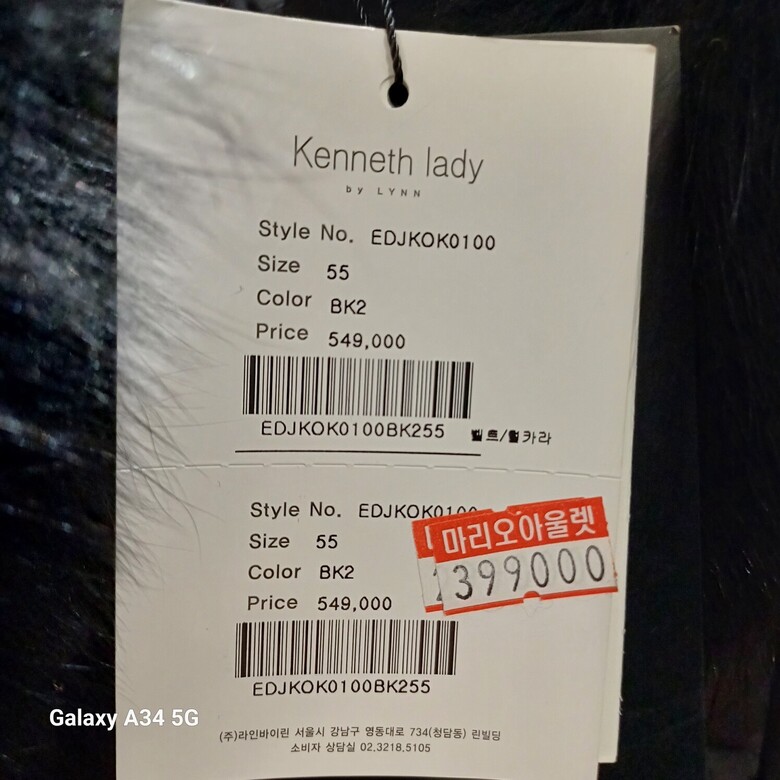 Kenneth lady
by LYNN
Style No. EDJKOK0100
Size 55
Color BK2
Price 549,000
EDJKOK0100BK255 벨트/털카라
Style No. EDJKOK0100
Size 55
Color BK2
Price 549,000
마리오아울렛
399000
EDJKOK0100BK255
(주)라인바이린 서울시 강남구 영동대로 734(청담동) 린빌딩
소비자 상담실 02.3218.5105
Galaxy A34 5G